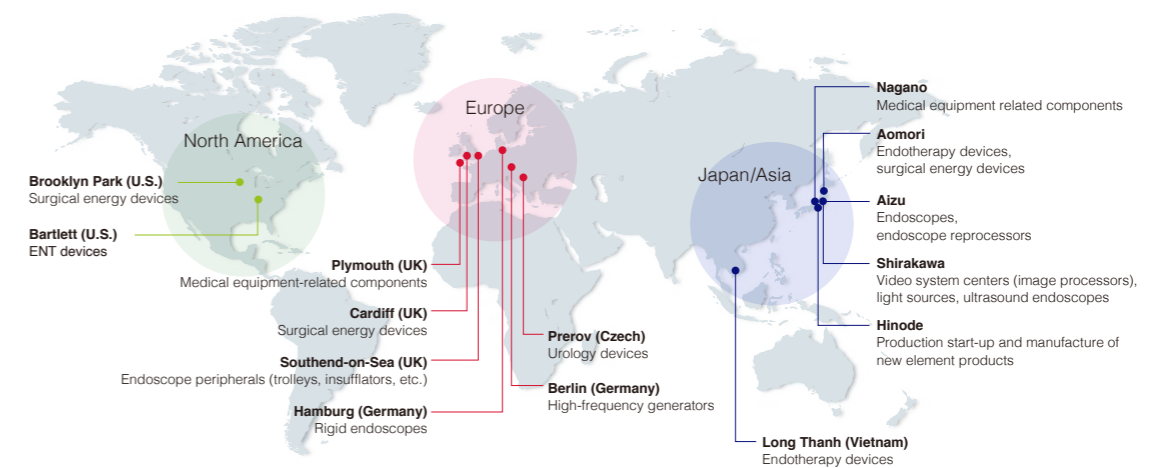 North America
Brooklyn Park (U.S.)
Surgical energy devices
Bartlett (U.S.)
ENT devices
Europe
Plymouth (UK)
Medical equipment-related components
Cardiff (UK)
Surgical energy devices
Southend-on-Sea (UK)
Endoscope peripherals (trolleys, insufflators, etc.)
Hamburg (Germany)
Rigid endoscopes
Prerov (Czech)
Urology devices
Berlin (Germany)
High-frequency generators
Japan/Asia
Nagano
Medical equipment related components
Aomori
Endotherapy devices,
surgical energy devices
Aizu
Endoscopes,
endoscope reprocessors
Shirakawa
Video system centers (image processors),
light sources, ultrasound endoscopes
Hinode
Production start-up and manufacture of
new element products
Long Thanh (Vietnam)
Endotherapy devices